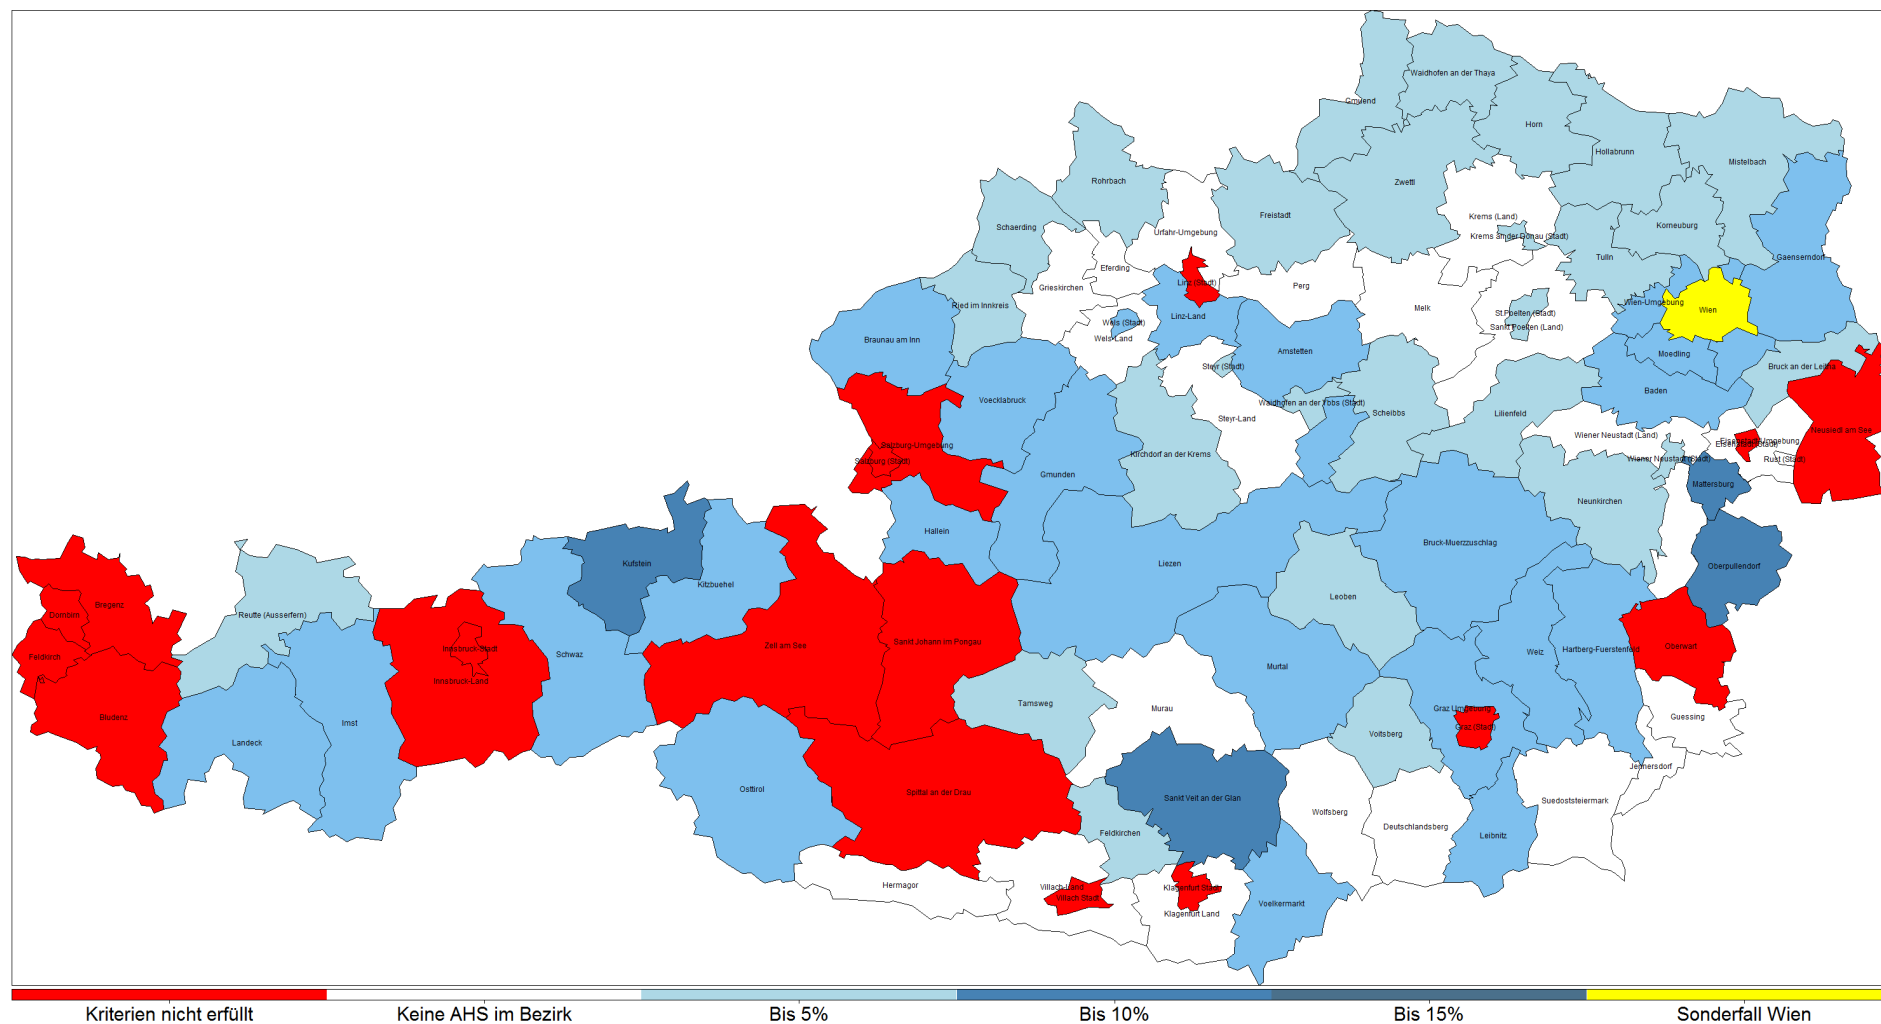 Waidhofen an der Thaya
Gmuend
Horn
Hollabrunn
Mistelbach
Rohrbach
Zwettl
Freistadt
Krems (Land)
Schaerding
Urfahr-Umgebung
Krems an der Donau (Stadt)
Korneuburg
Eferding
Tulln
Gaenserndorf
Grieskirchen
Linz (Stadt)
Perg
Ried im Innkreis
Wien-Umgebung
Melk
Wien
St.Poelten (Stadt)
Linz-Land
Wels (Stadt)
Sankt Poelten (Land)
Wels-Land
Braunau am Inn
Amstetten
Moedling
Steyr (Stadt)
Bruck an der Leitha
Baden
Voecklabruck
Waidhofen an der Ybbs (Stadt)
Scheibbs
Lilienfeld
Steyr-Land
Neusiedl am See
Wiener Neustadt (Land)
Eisenstadt-Umgebung
Eisenstadt (Stadt)
Salzburg-Umgebung
Kirchdorf an der Krems
Salzburg (Stadt)
Wiener Neustadt (Stadt)
Rust (Stadt)
Gmunden
Mattersburg
Neunkirchen
Hallein
Bruck-Muerzzuschlag
Kufstein
Liezen
Oberpullendorf
Kitzbuehel
Leoben
Bregenz
Dornbirn
Reutte (Ausserfern)
Zell am See
Sankt Johann im Pongau
Oberwart
Innsbruck-Stadt
Hartberg-Fuerstenfeld
Weiz
Schwaz
Feldkirch
Murtal
Innsbruck-Land
Tamsweg
Murau
Graz Umgebung
Bludenz
Guessing
Imst
Graz (Stadt)
Voitsberg
Landeck
Jennersdorf
Osttirol
Spittal an der Drau
Sankt Veit an der Glan
Suedoststeiermark
Wolfsberg
Deutschlandsberg
Feldkirchen
Leibnitz
Hermagor
Villach-Land
Klagenfurt Stadt
Villach Stadt
Voelkermarkt
Klagenfurt Land
Kriterien nicht erfüllt
Keine AHS im Bezirk
Bis 5%
Bis 10%
Bis 15%
Sonderfall Wien